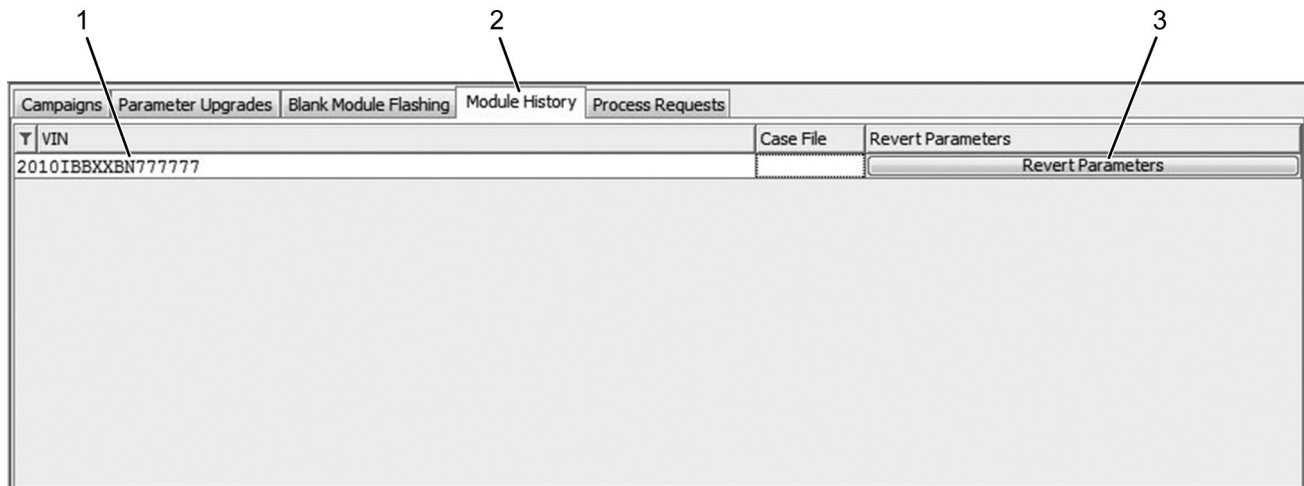 1 2 3
Campaigns Parameter Upgrades Blank Module Flashing Module History Process Requests
VIN Case File Revert Parameters
2010IBBXXBN777777 Revert Parameters